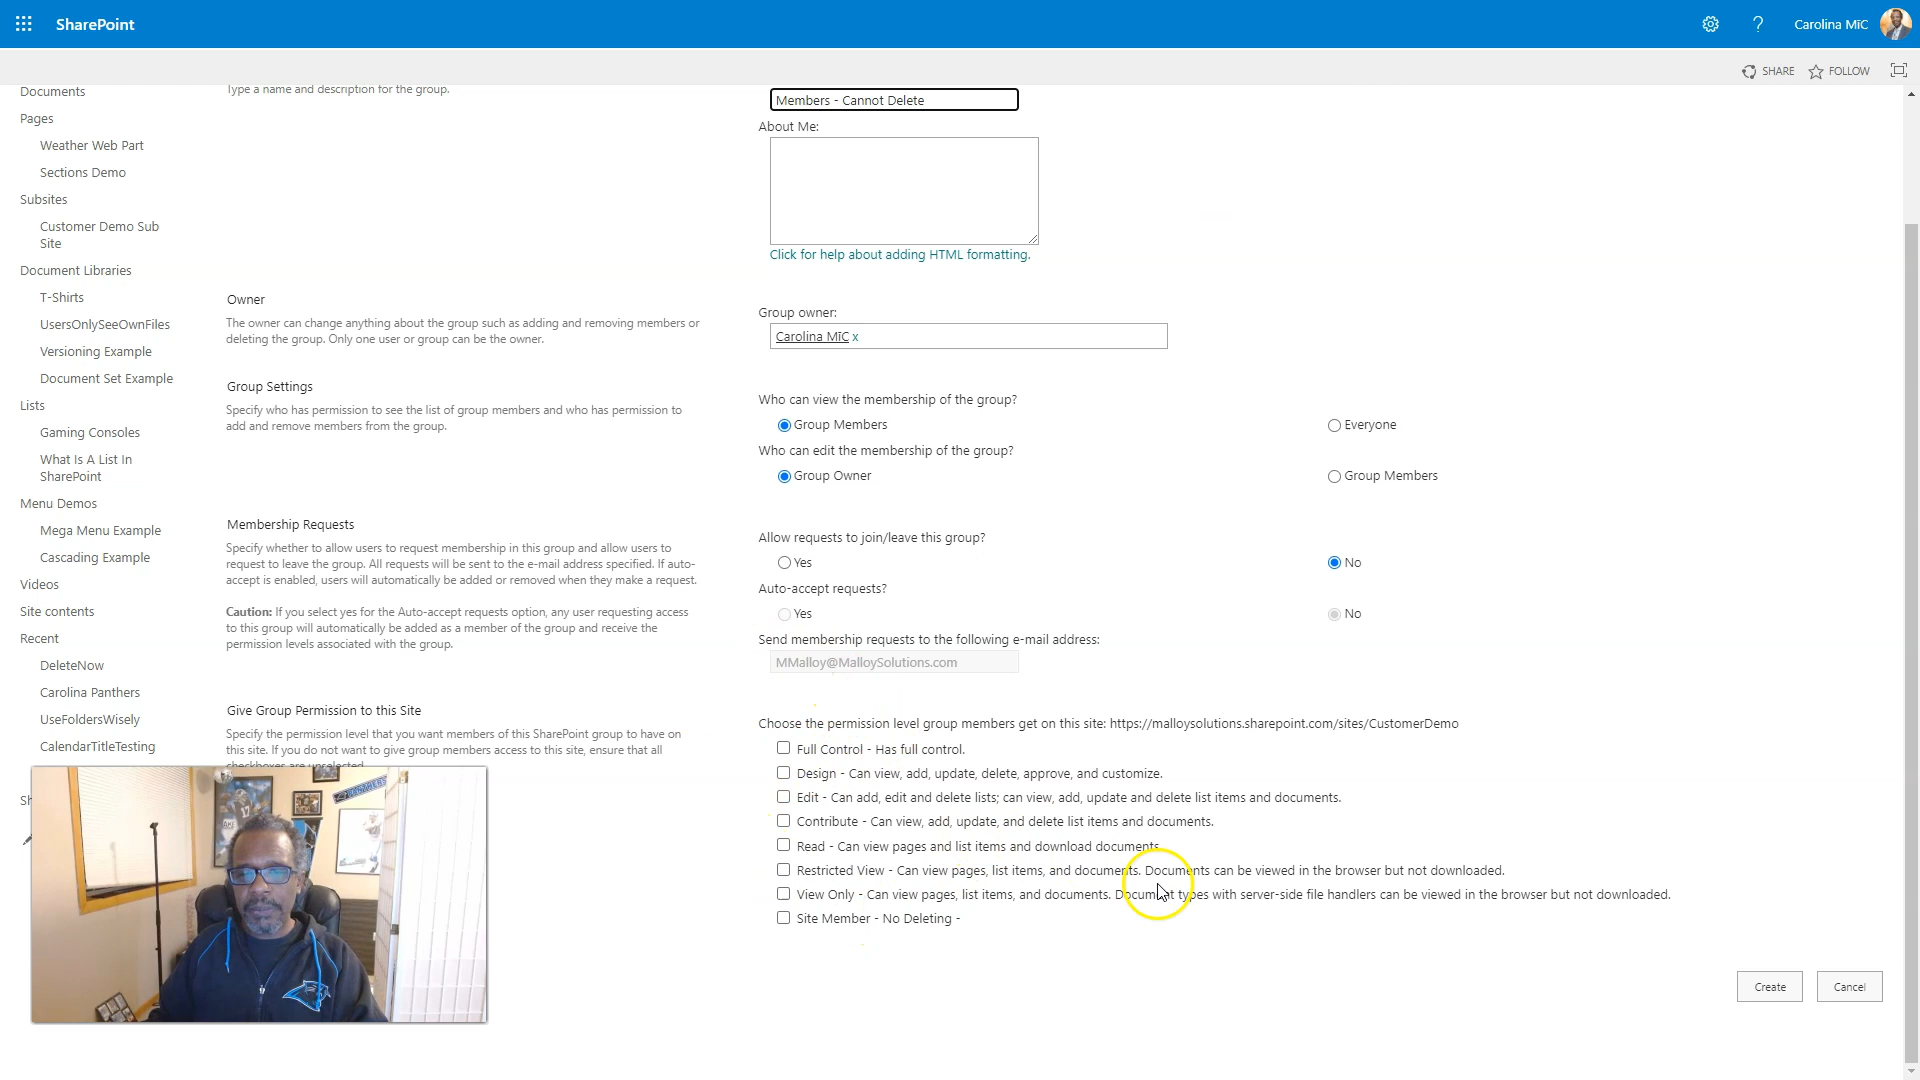 SharePoint
Carolina MiC
SHARE
FOLLOW
Documents
Pages
Weather Web Part
Sections Demo
Subsites
Customer Demo Sub
Site
Document Libraries
T-Shirts
UsersOnlySeeOwnFiles
Versioning Example
Document Set Example
Lists
Gaming Consoles
What Is A List In
SharePoint
Menu Demos
Mega Menu Example
Cascading Example
Videos
Site contents
Recent
DeleteNow
Carolina Panthers
UseFoldersWisely
CalendarTitleTesting
Type a name and description for the group.
Members - Cannot Delete
About Me:
Click for help about adding HTML formatting.
Owner
The owner can change anything about the group such as adding and removing members or
deleting the group. Only one user or group can be the owner.
Group owner:
Carolina MiC x
Group Settings
Specify who has permission to see the list of group members and who has permission to
add and remove members from the group.
Who can view the membership of the group?
Group Members
Everyone
Who can edit the membership of the group?
Group Owner
Group Members
Membership Requests
Specify whether to allow users to request membership in this group and allow users to
request to leave the group. All requests will be sent to the e-mail address specified. If auto-
accept is enabled, users will automatically be added or removed when they make a request.
Caution: If you select yes for the Auto-accept requests option, any user requesting access
to this group will automatically be added as a member of the group and receive the
permission levels associated with the group.
Allow requests to join/leave this group?
Yes
No
Auto-accept requests?
Yes
No
Send membership requests to the following e-mail address:
MMalloy@MalloySolutions.com
Give Group Permission to this Site
Specify the permission level that you want members of this SharePoint group to have on
this site. If you do not want to give group members access to this site, ensure that all
checkboxes are unselected
Choose the permission level group members get on this site: https://malloysolutions.sharepoint.com/sites/CustomerDemo
Full Control - Has full control.
Design - Can view, add, update, delete, approve, and customize.
Edit - Can add, edit and delete lists; can view, add, update and delete list items and documents.
Contribute - Can view, add, update, and delete list items and documents.
Read - Can view pages and list items and download documents.
Restricted View - Can view pages, list items, and documents. Documents can be viewed in the browser but not downloaded.
View Only - Can view pages, list items, and documents. Document types with server-side file handlers can be viewed in the browser but not downloaded.
Site Member - No Deleting -
Create
Cancel
PANTHERS